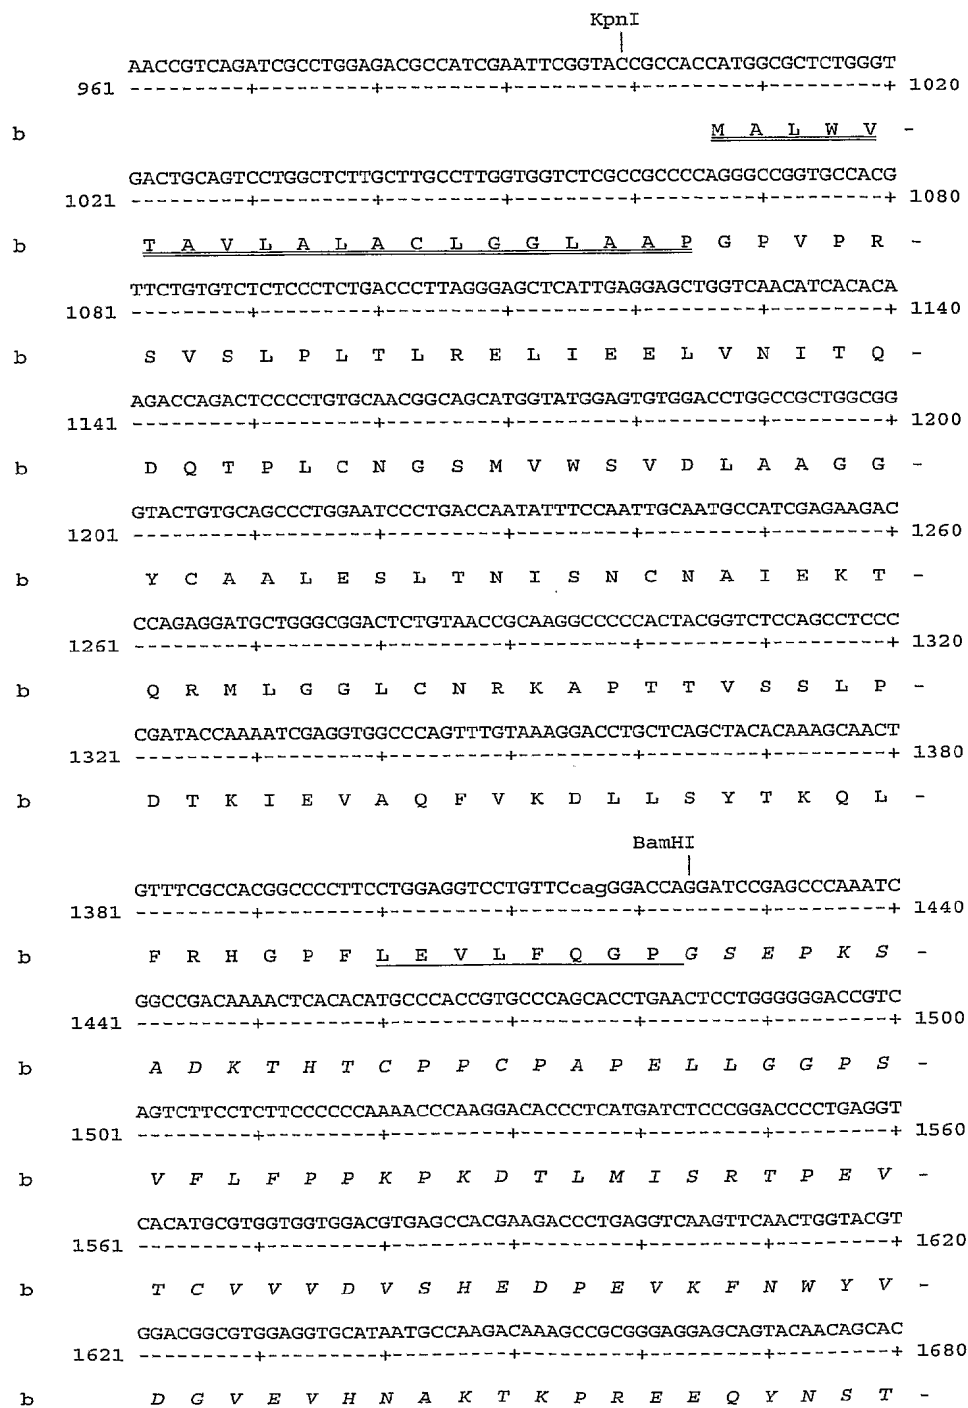 KpnI
AACCGTCAGATCGCCTGGAGACGCCATCGAATTCGGTACCGCCACCATGGCGCTCTGGGT
961 ---------+---------+---------+---------+---------+---------+ 1020
b M A L W V -
GACTGCAGTCCTGGCTCTTGCTTGCCTTGGTGGTCTCGCCGCCCCAGGGCCGGTGCCACG
1021 ---------+---------+---------+---------+---------+---------+ 1080
b T A V L A L A C L G G L A A P G P V P R -
TTCTGTGTCTCTCCCTCTGACCCTTAGGGAGCTCATTGAGGAGCTGGTCAACATCACACA
1081 ---------+---------+---------+---------+---------+---------+ 1140
b S V S L P L T L R E L I E E L V N I T Q -
AGACCAGACTCCCCTGTGCAACGGCAGCATGGTATGGAGTGTGGACCTGGCCGCTGGCGG
1141 ---------+---------+---------+---------+---------+---------+ 1200
b D Q T P L C N G S M V W S V D L A A G G -
GTACTGTGCAGCCCTGGAATCCCTGACCAATATTTCCAATTGCAATGCCATCGAGAAGAC
1201 ---------+---------+---------+---------+---------+---------+ 1260
b Y C A A L E S L T N I S N C N A I E K T -
CCAGAGGATGCTGGGCGGACTCTGTAACCGCAAGGCCCCCACTACGGTCTCCAGCCTCCC
1261 ---------+---------+---------+---------+---------+---------+ 1320
b Q R M L G G L C N R K A P T T V S S L P -
CGATACCAAAATCGAGGTGGCCCAGTTTGTAAAGGACCTGCTCAGCTACACAAAGCAACT
1321 ---------+---------+---------+---------+---------+---------+ 1380
b D T K I E V A Q F V K D L L S Y T K Q L -
BamHI
GTTTCGCCACGGCCCCTTCCTGGAGGTCCTGTTCcagGGACCAGGATCCGAGCCCAAATC
1381 ---------+---------+---------+---------+---------+---------+ 1440
b F R H G P F L E V L F Q G P G S E P K S -
GGCCGACAAAACTCACACATGCCCACCGTGCCCAGCACCTGAACTCCTGGGGGGACCGTC
1441 ---------+---------+---------+---------+---------+---------+ 1500
b A D K T H T C P P C P A P E L L G G P S -
AGTCTTCCTCTTCCCCCCAAAACCCAAGGACACCCTCATGATCTCCCGGACCCCTGAGGT
1501 ---------+---------+---------+---------+---------+---------+ 1560
b V F L F P P K P K D T L M I S R T P E V -
CACATGCGTGGTGGTGGACGTGAGCCACGAAGACCCTGAGGTCAAGTTCAACTGGTACGT
1561 ---------+---------+---------+---------+---------+---------+ 1620
b T C V V V D V S H E D P E V K F N W Y V -
GGACGGCGTGGAGGTGCATAATGCCAAGACAAAGCCGCGGGAGGAGCAGTACAACAGCAC
1621 ---------+---------+---------+---------+---------+---------+ 1680
b D G V E V H N A K T K P R E E Q Y N S T -